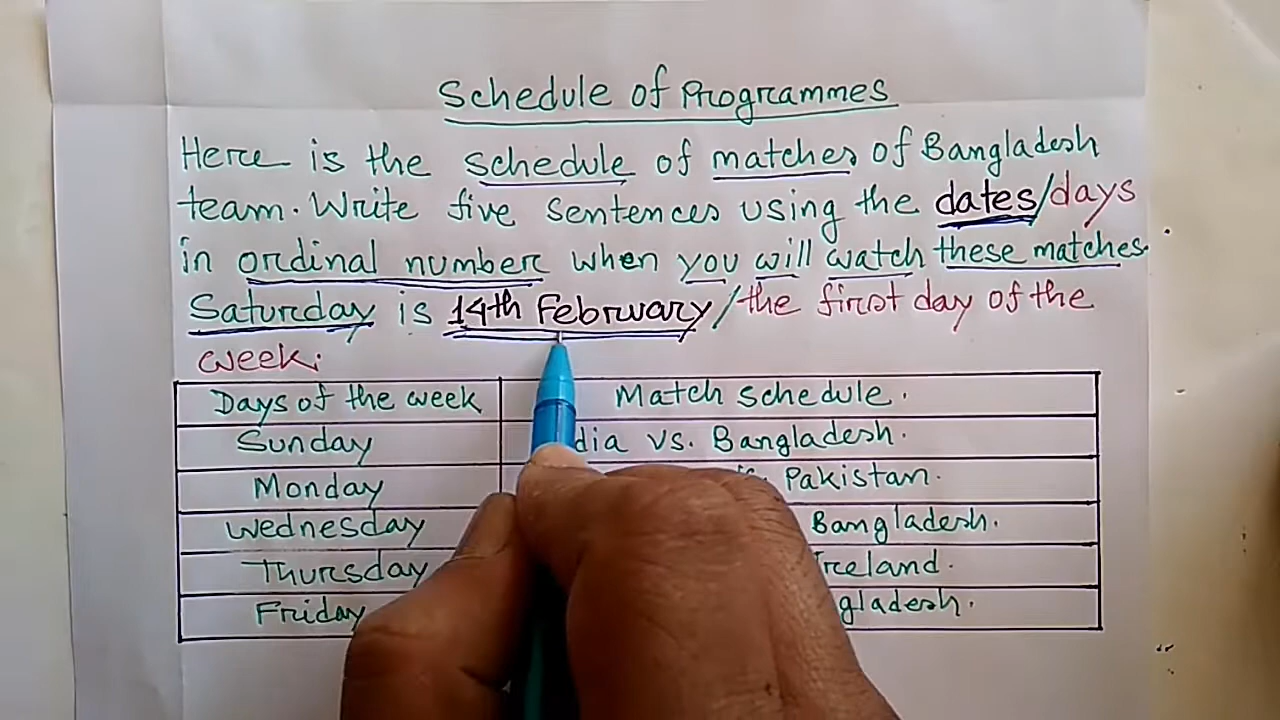 Schedule of Programmes
Here is the schedule of matches of Bangladesh
team. Write five sentences using the dates/days
in ordinal number when you will watch these matches.
Saturday is 14th February/the first day of the
week.
Days of the week Match schedule.
Sunday dia vs. Bangladesh.
Monday Pakistan.
Wednesday Bangladesh.
Thursday Ireland.
Friday gladesh.